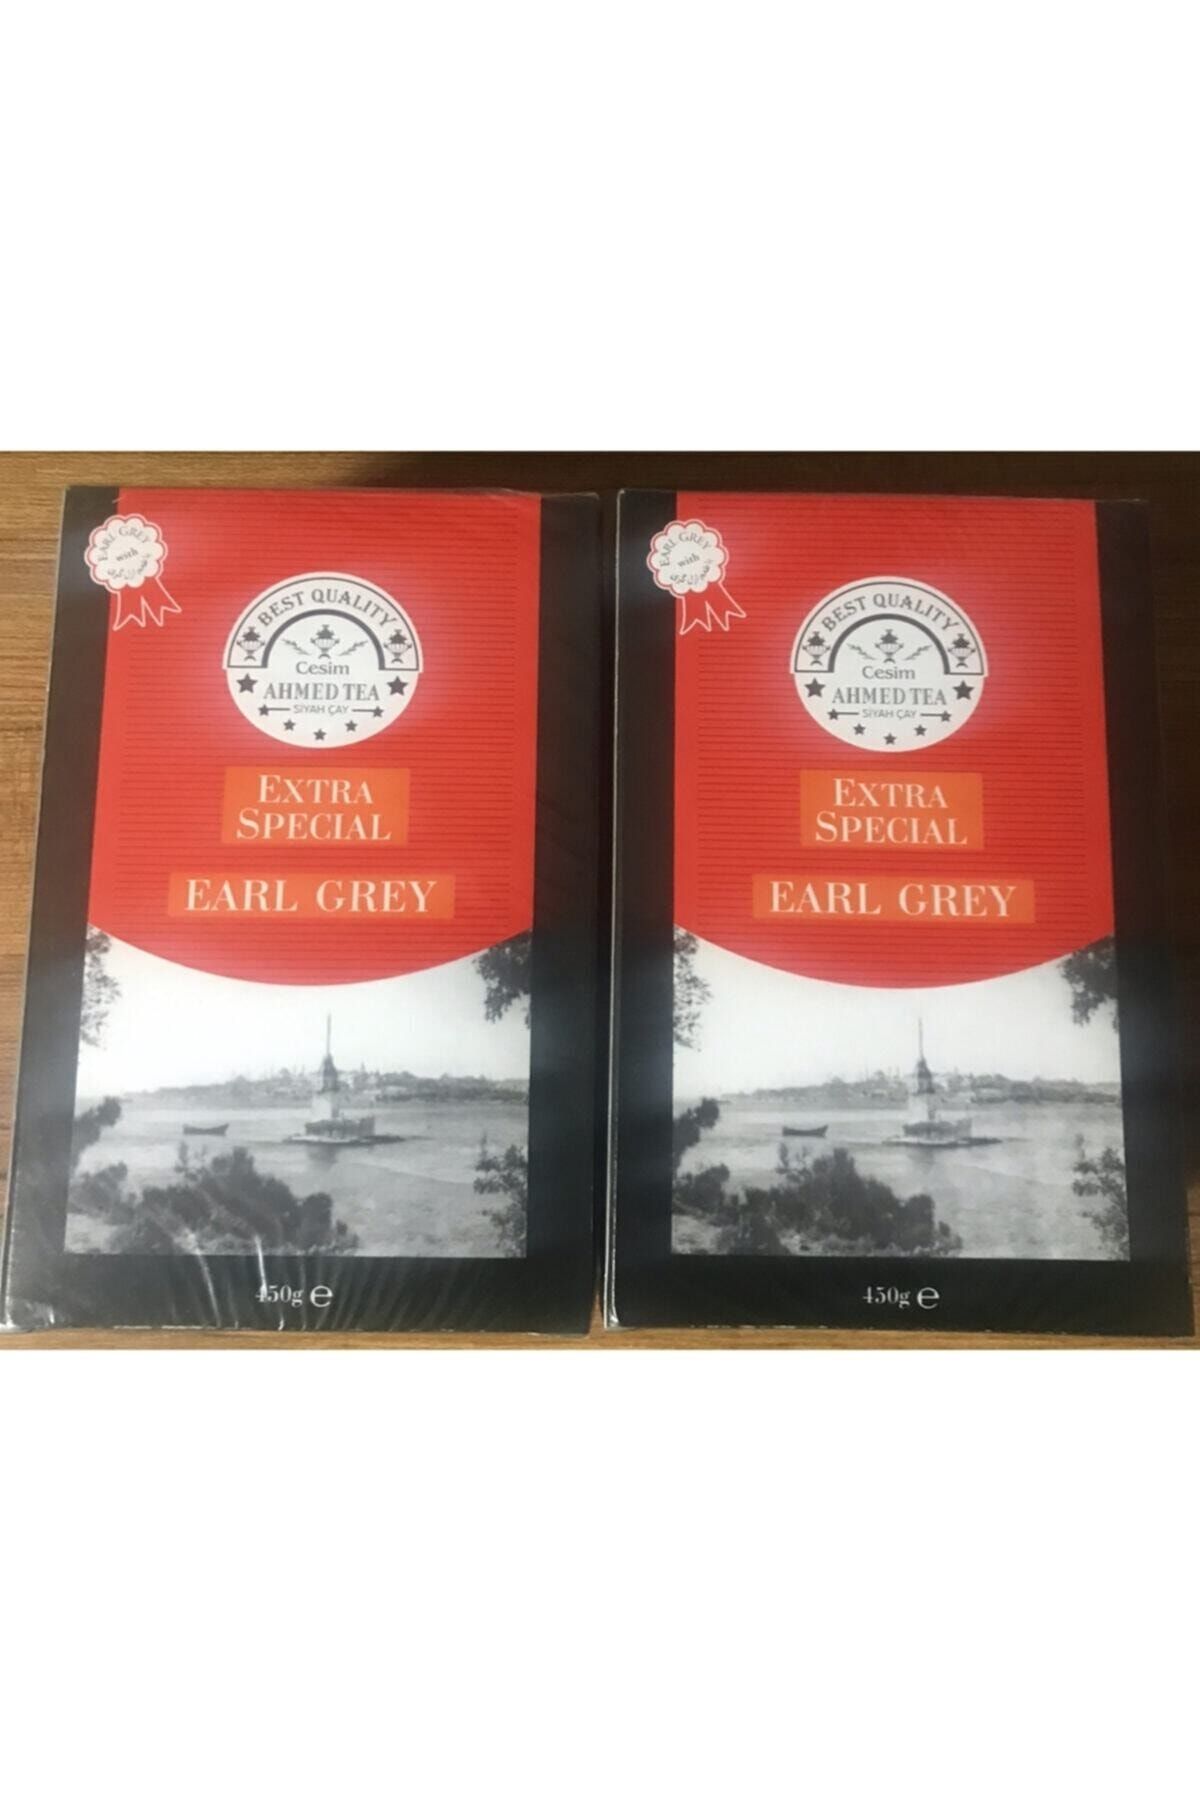 EARL GREY
with
BEST QUALITY
Cesim
AHMED TEA
SİYAH ÇAY
EXTRA
SPECIAL
EARL GREY
450g ℮
EARL GREY
with
BEST QUALITY
Cesim
AHMED TEA
SİYAH ÇAY
EXTRA
SPECIAL
EARL GREY
450g ℮